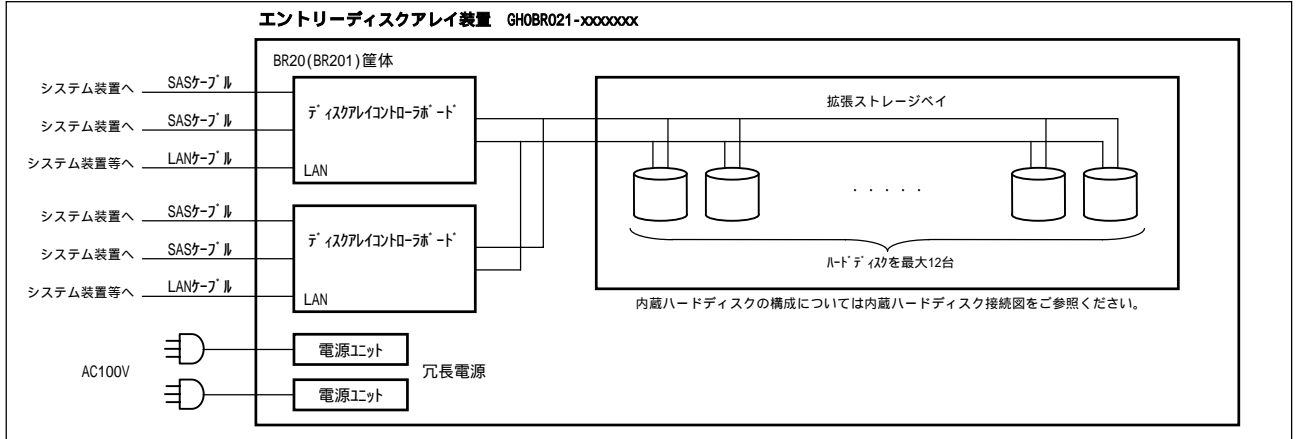 エントリーディスクアレイ装置 GH0BR021-xxxxxxx
BR20(BR201)筐体
システム装置へ SASｹｰﾌﾞﾙ
システム装置へ SASｹｰﾌﾞﾙ
システム装置等へ LANｹｰﾌﾞﾙ
ﾃﾞｨｽｸｱﾚｲｺﾝﾄﾛｰﾗﾎﾞｰﾄﾞ
LAN
拡張ストレージベイ
・・・・・
ﾊｰﾄﾞﾃﾞｨｽｸを最大12台
内蔵ハードディスクの構成については内蔵ハードディスク接続図をご参照ください。
システム装置へ SASｹｰﾌﾞﾙ
システム装置へ SASｹｰﾌﾞﾙ
システム装置等へ LANｹｰﾌﾞﾙ
ﾃﾞｨｽｸｱﾚｲｺﾝﾄﾛｰﾗﾎﾞｰﾄﾞ
LAN
AC100V
電源ﾕﾆｯﾄ
電源ﾕﾆｯﾄ
冗長電源